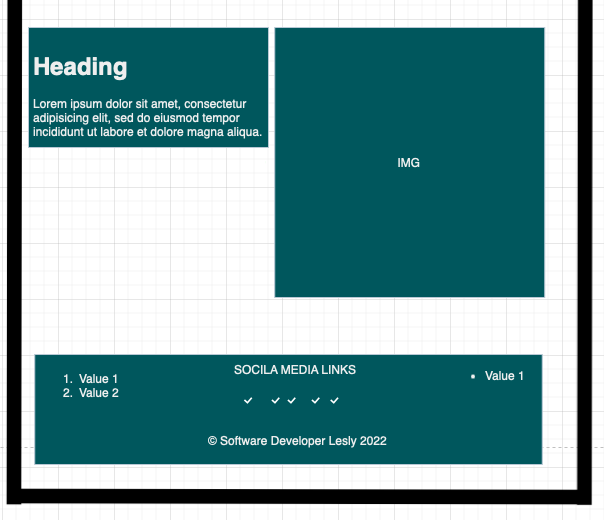 Heading
Lorem ipsum dolor sit amet, consectetur
adipisicing elit, sed do eiusmod tempor
incididunt ut labore et dolore magna aliqua.
IMG
SOCILA MEDIA LINKS
1. Value 1
2. Value 2
• Value 1
© Software Developer Lesly 2022